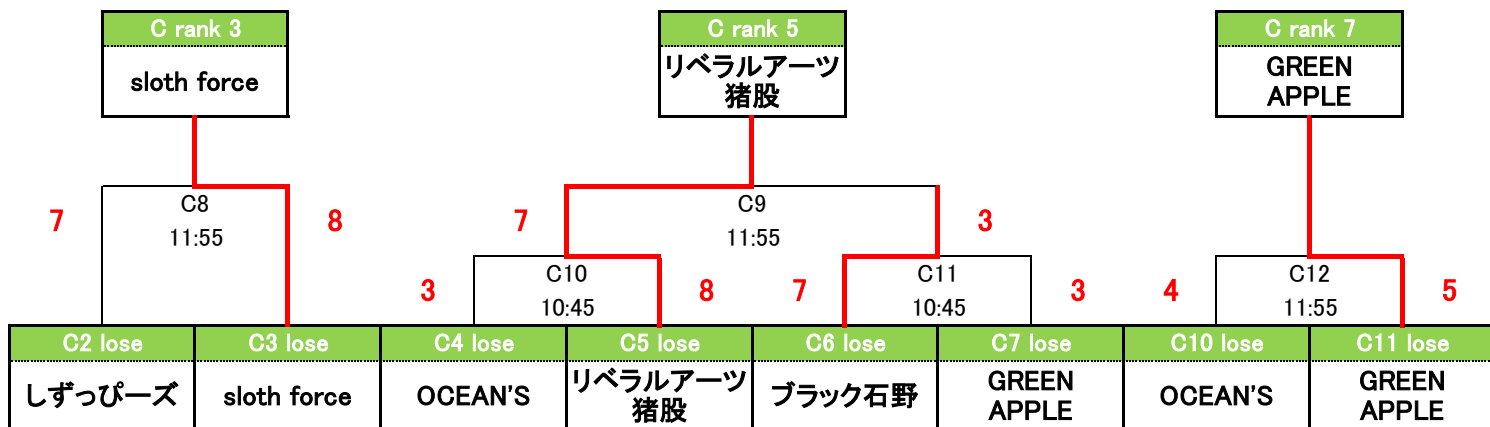 C rank 3
C rank 5
C rank 7
sloth force
リベラルアーツ
猪股
GREEN
APPLE
7
C8
11:55
8
7
C9
11:55
3
3
C10
10:45
8
7
C11
10:45
3
4
C12
11:55
5
C2 lose
C3 lose
C4 lose
C5 lose
C6 lose
C7 lose
C10 lose
C11 lose
しずっぴーズ
sloth force
OCEAN'S
リベラルアーツ
猪股
ブラック石野
GREEN
APPLE
OCEAN'S
GREEN
APPLE